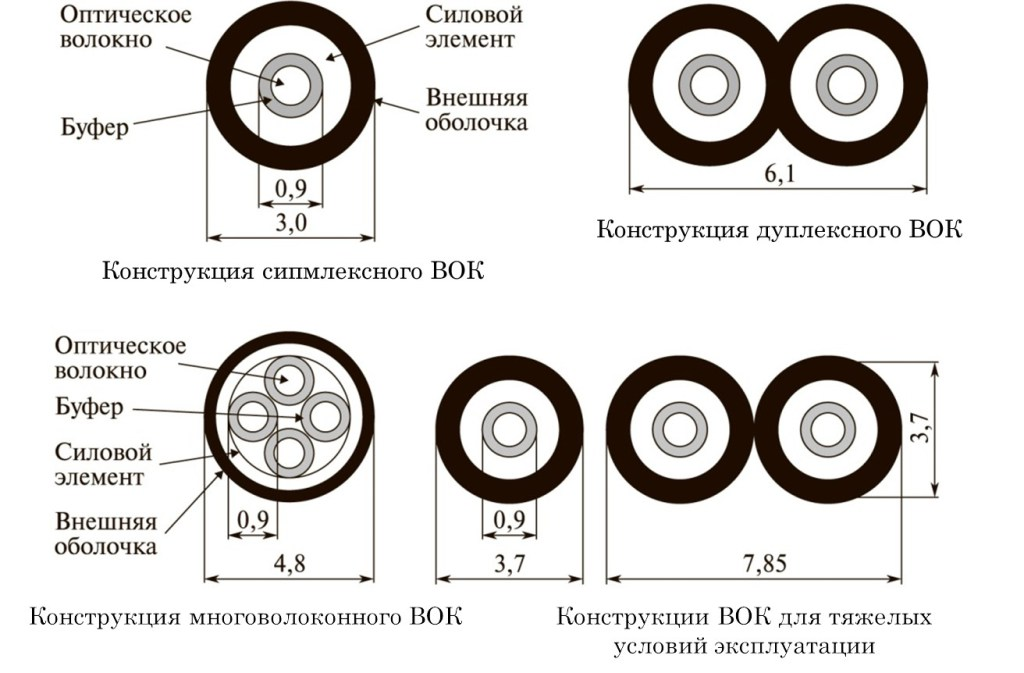 Оптическое
волокно
Силовой
элемент
Буфер
Внешняя
оболочка
0,9
3,0
Конструкция сипмлексного ВОК
6,1
Конструкция дуплексного ВОК
Оптическое
волокно
Буфер
Силовой
элемент
Внешняя
оболочка
0,9
4,8
Конструкция многоволоконного ВОК
0,9
3,7
7,85
3,7
Конструкции ВОК для тяжелых
условий эксплуатации